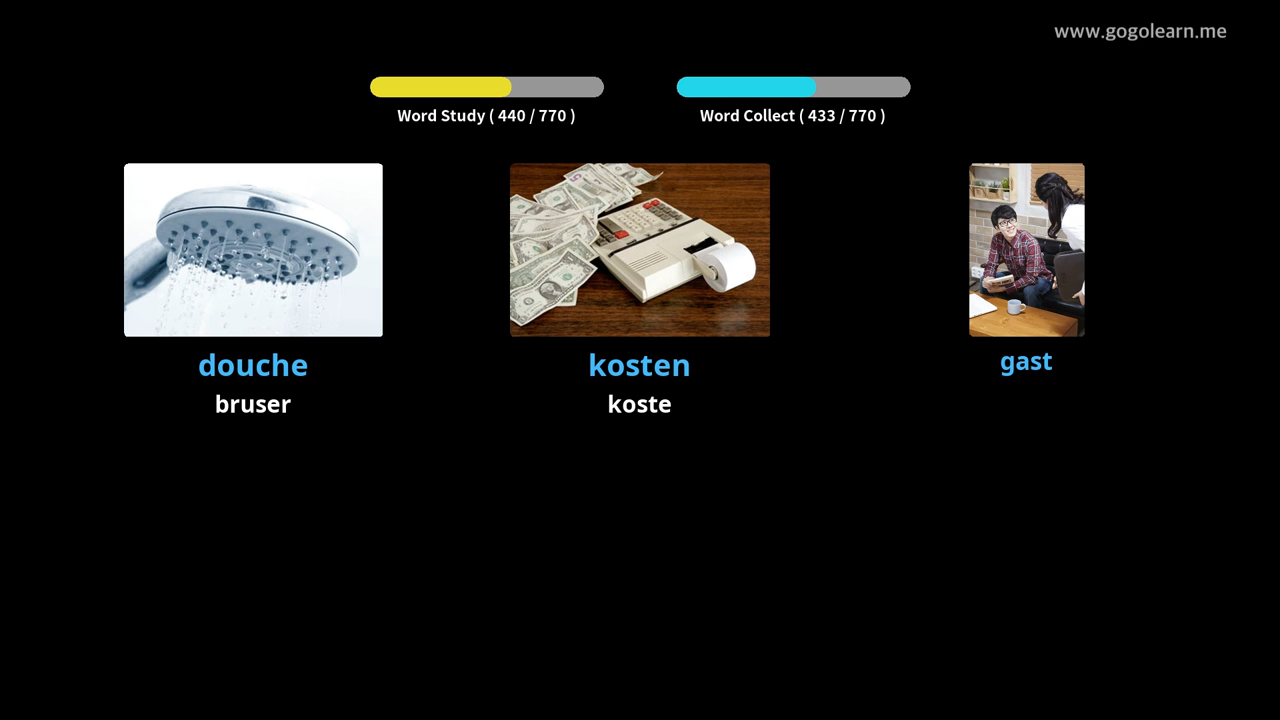 www.gogolearn.me
Word Study ( 440 / 770 )
Word Collect ( 433 / 770 )
douche
bruser
kosten
koste
gast